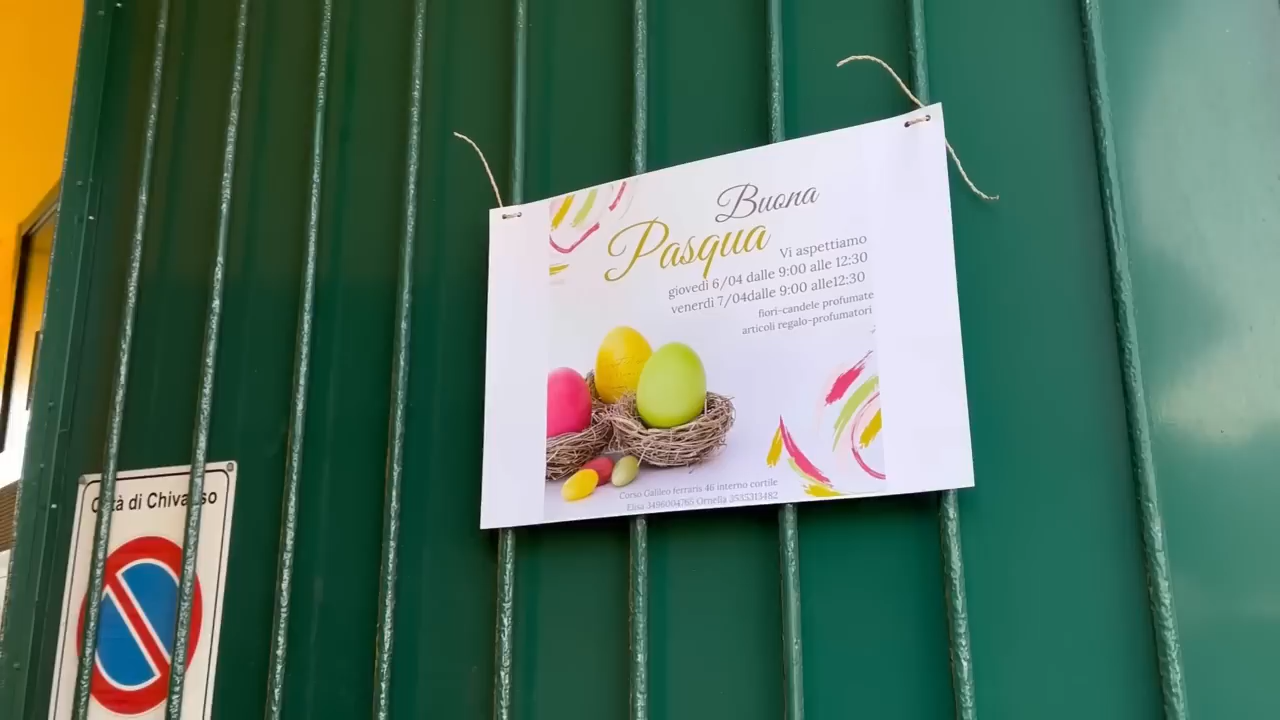 Buona
Pasqua
Vi aspettiamo
giovedì 6/04 dalle 9:00 alle 12:30
venerdì 7/04dalle 9:00 alle12:30
fiori-candele profumate
articoli regalo-profumatori
Corso Galileo ferraris 46 interno cortile
Elisa 3496004765 Ornella 3535313482
Città di Chivasso